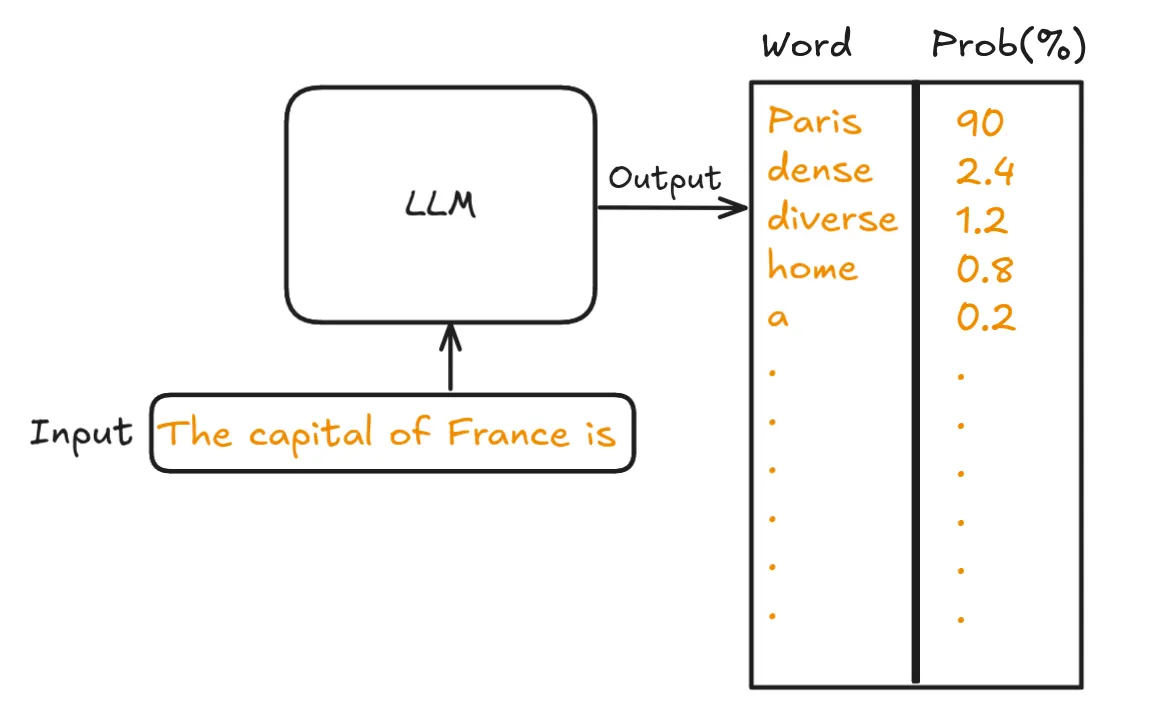 Word Prob(%)
Paris 90
dense 2.4
diverse 1.2
home 0.8
a 0.2
. .
. .
. .
. .
. .
. .
LLM
Output
Input The capital of France is